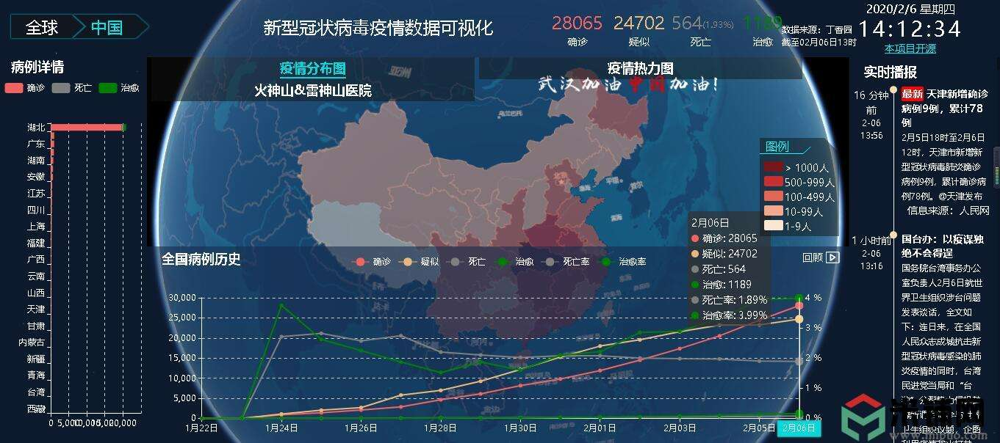 全球
中国
新型冠状病毒疫情数据可视化
28065 24702 564(1.93%) 1189
确诊 疑似 死亡 治愈
数据来源：丁香园
截至02月06日13时
2020/2/6 星期四
14:12:34
本项目开源
病例详情
确诊 死亡 治愈
湖北
广东
湖南
安徽
江苏
四川
上海
福建
广西
云南
山西
天津
甘肃
内蒙古
新疆
青海
台湾
西藏
疫情分布图
火神山&雷神山医院
疫情热力图
武汉加油 中国加油!
亚洲
乌兰巴托
北京
平壤
首尔
渤海
黄海
图例
> 1000人
500-999人
100-499人
10-99人
1-9人
全国病例历史
确诊 疑似 死亡 治愈 死亡率 治愈率
回顾
2月06日
确诊: 28065
疑似: 24702
死亡: 564
治愈: 1189
死亡率: 1.89%
治愈率: 3.99%
30,000
25,000
20,000
15,000
10,000
5,000
0
4 %
3 %
2 %
1 %
0 %
1月22日 1月24日 1月26日 1月28日 1月30日 2月01日 2月03日 2月05日 2月06日
实时播报
16 分钟前
2-06
13:56
最新 天津新增确诊
病例9例，累计78
例
2月5日18时至2月6日
12时，天津市新增新
型冠状病毒肺炎确诊
病例9例，累计确诊病
例78例。@天津发布
信息来源：人民网
1 小时前
2-06
13:16
国台办：以疫谋独
绝不会得逞
国务院台湾事务办公
室负责人2月6日就世
界卫生组织涉台问题
发表谈话，全文如
下：连日来，在全国
人民众志成城抗击新
型冠状病毒感染的肺
炎疫情的同时，台湾
民进党当局和“台
卫生组织议题，企图